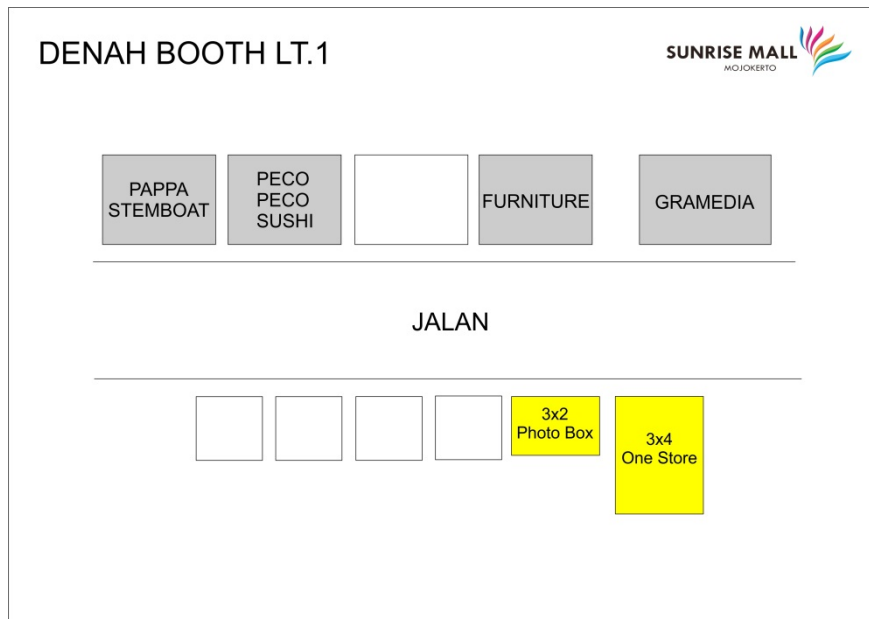 DENAH BOOTH LT.1
SUNRISE MALL
MOJOKERTO
PAPPA
STEMBOAT
PECO
PECO
SUSHI
FURNITURE
GRAMEDIA
JALAN
3x2
Photo Box
3x4
One Store